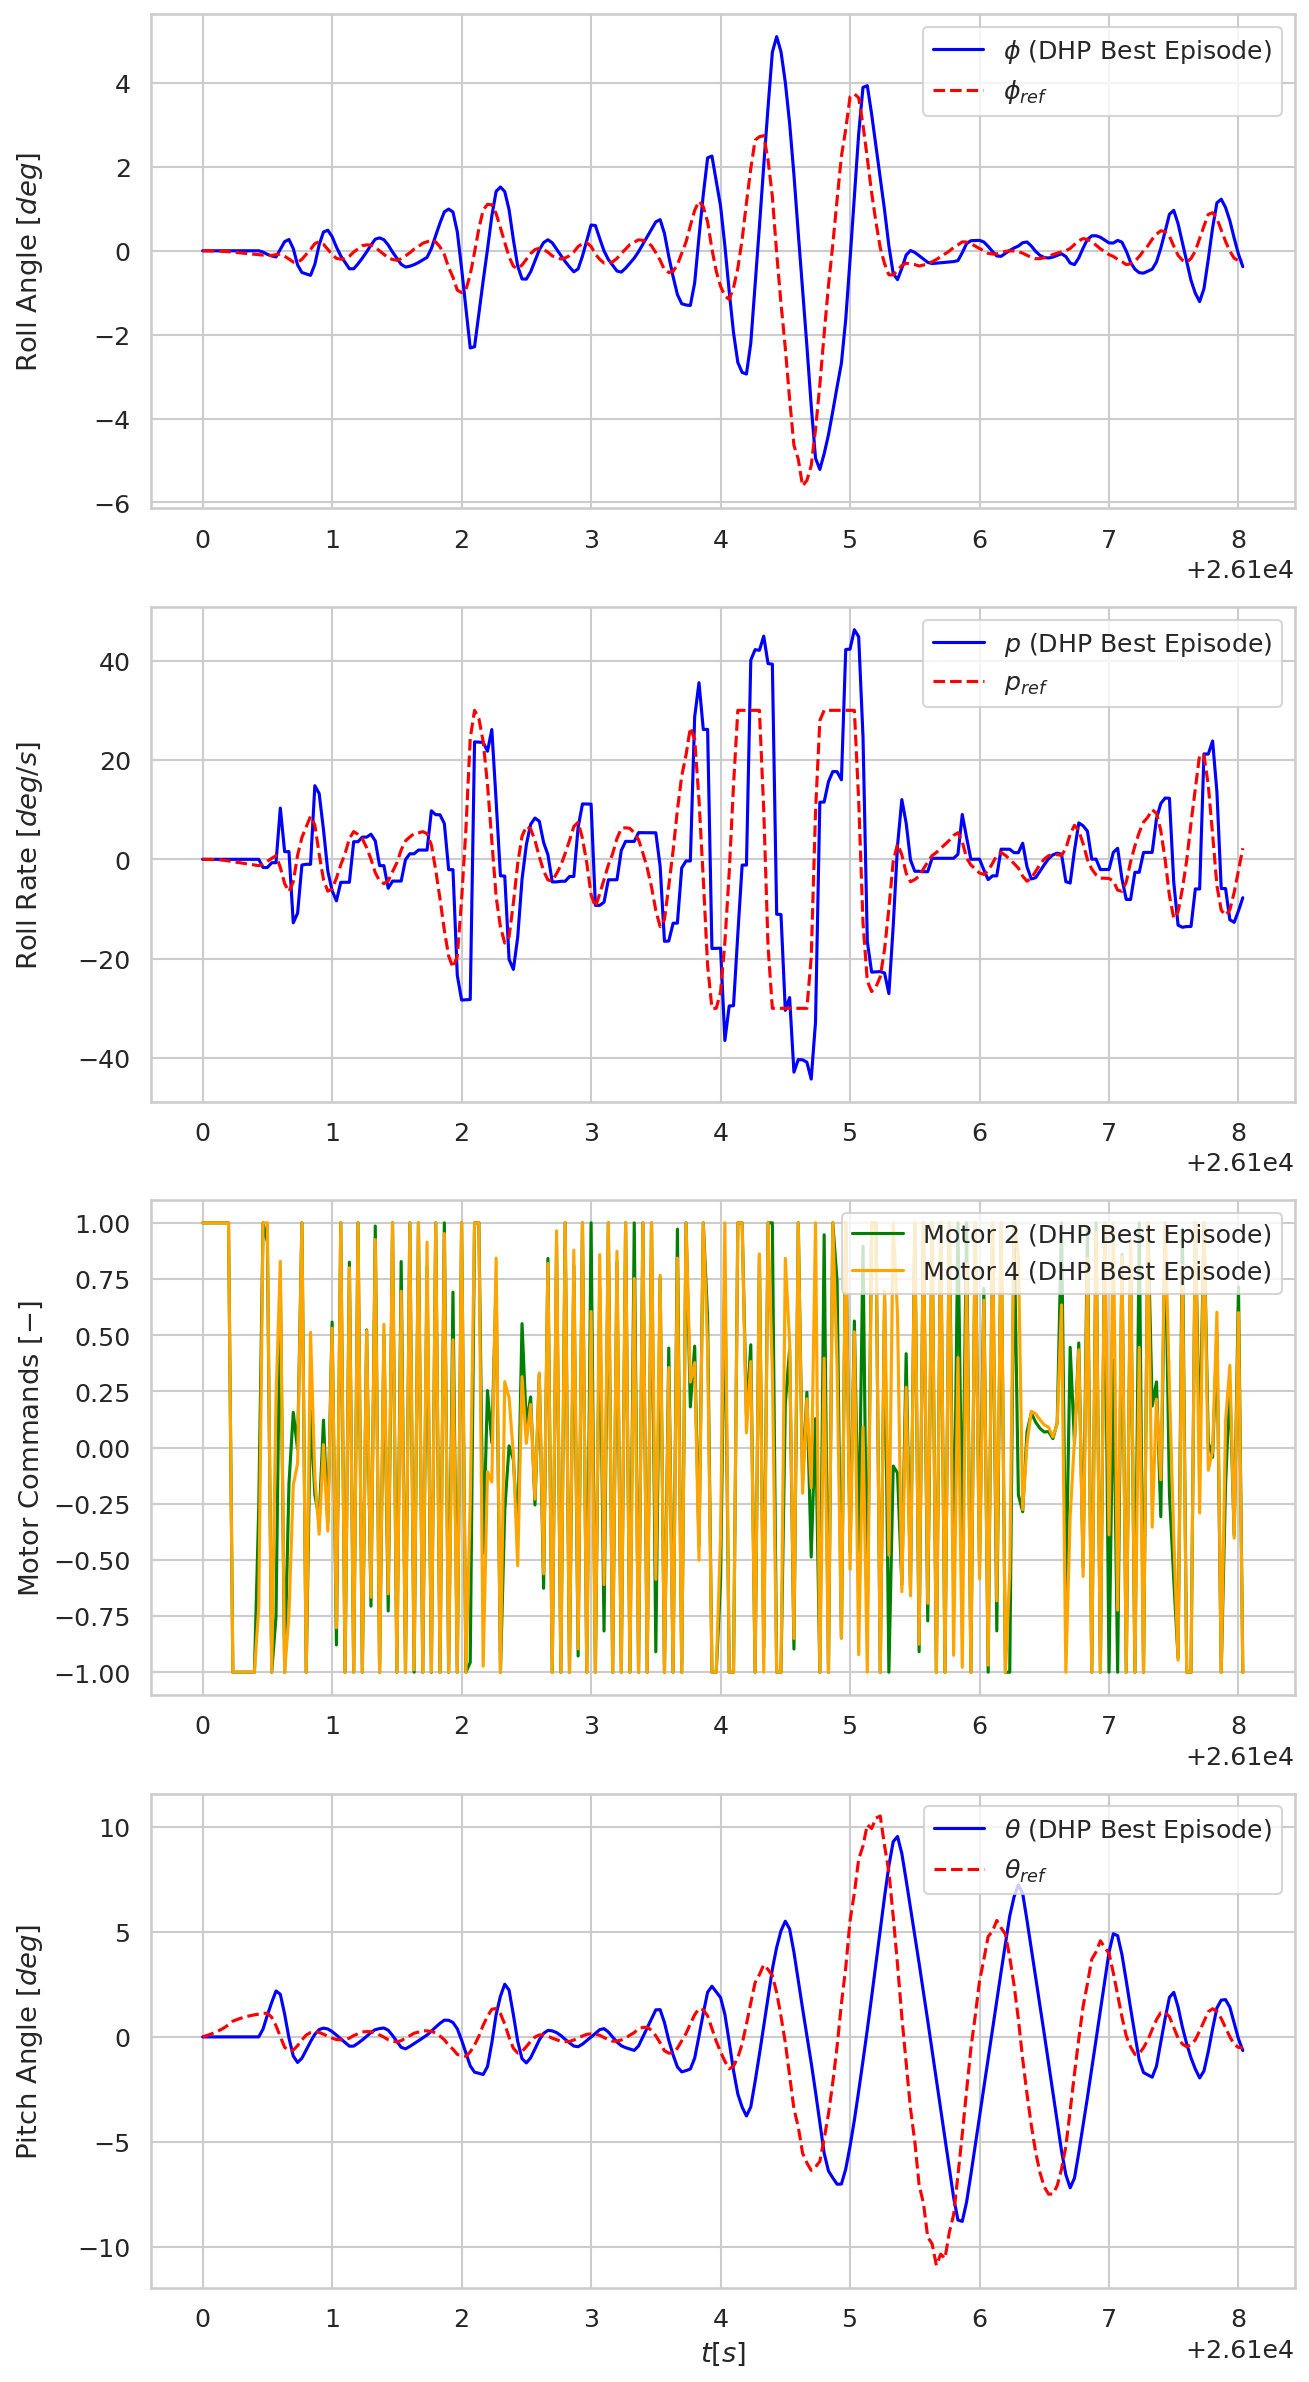 ϕ (DHP Best Episode)
ϕref
Roll Angle [deg]
4
2
0
−2
−4
−6
0 1 2 3 4 5 6 7 8
+2.61e4
p (DHP Best Episode)
pref
Roll Rate [deg/s]
40
20
0
−20
−40
0 1 2 3 4 5 6 7 8
+2.61e4
Motor 2 (DHP Best Episode)
Motor 4 (DHP Best Episode)
Motor Commands [−]
1.00
0.75
0.50
0.25
0.00
−0.25
−0.50
−0.75
−1.00
0 1 2 3 4 5 6 7 8
+2.61e4
θ (DHP Best Episode)
θref
Pitch Angle [deg]
10
5
0
−5
−10
0 1 2 3 4 5 6 7 8
+2.61e4
t[s]